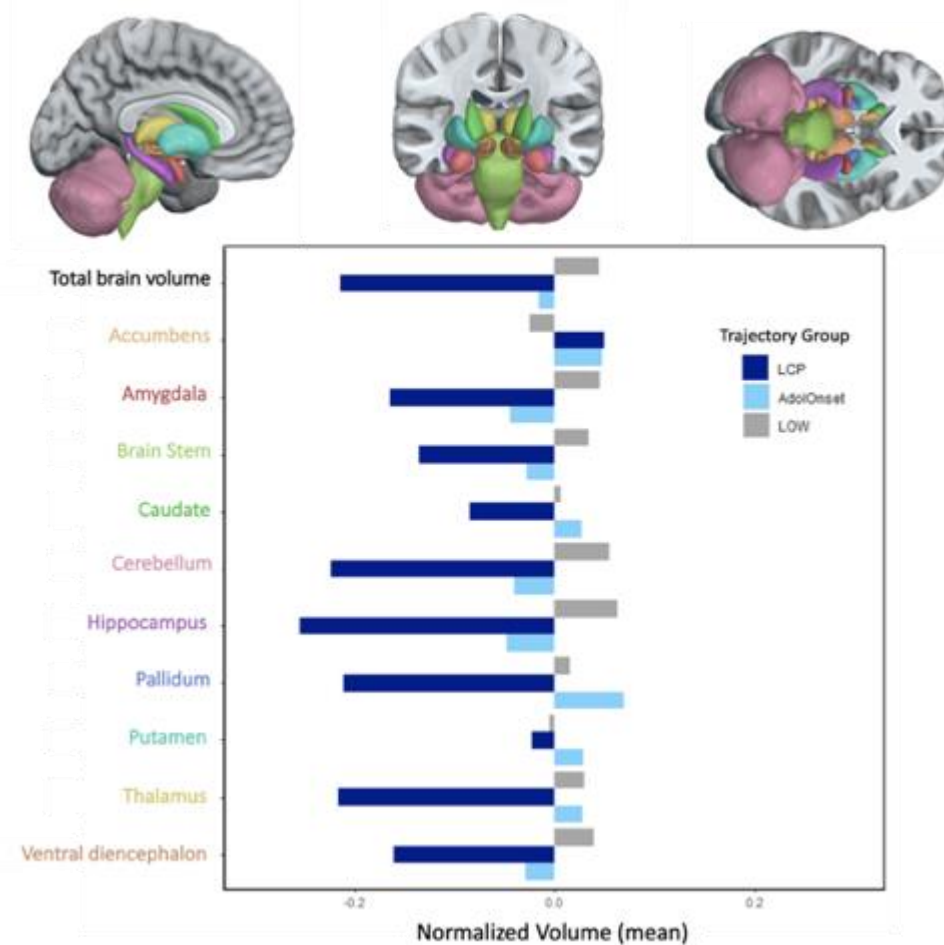 Total brain volume
Accumbens
Amygdala
Brain Stem
Caudate
Cerebellum
Hippocampus
Pallidum
Putamen
Thalamus
Ventral diencephalon
Trajectory Group
LCP
AdolOnset
LOW
-0.2 0.0 0.2
Normalized Volume (mean)